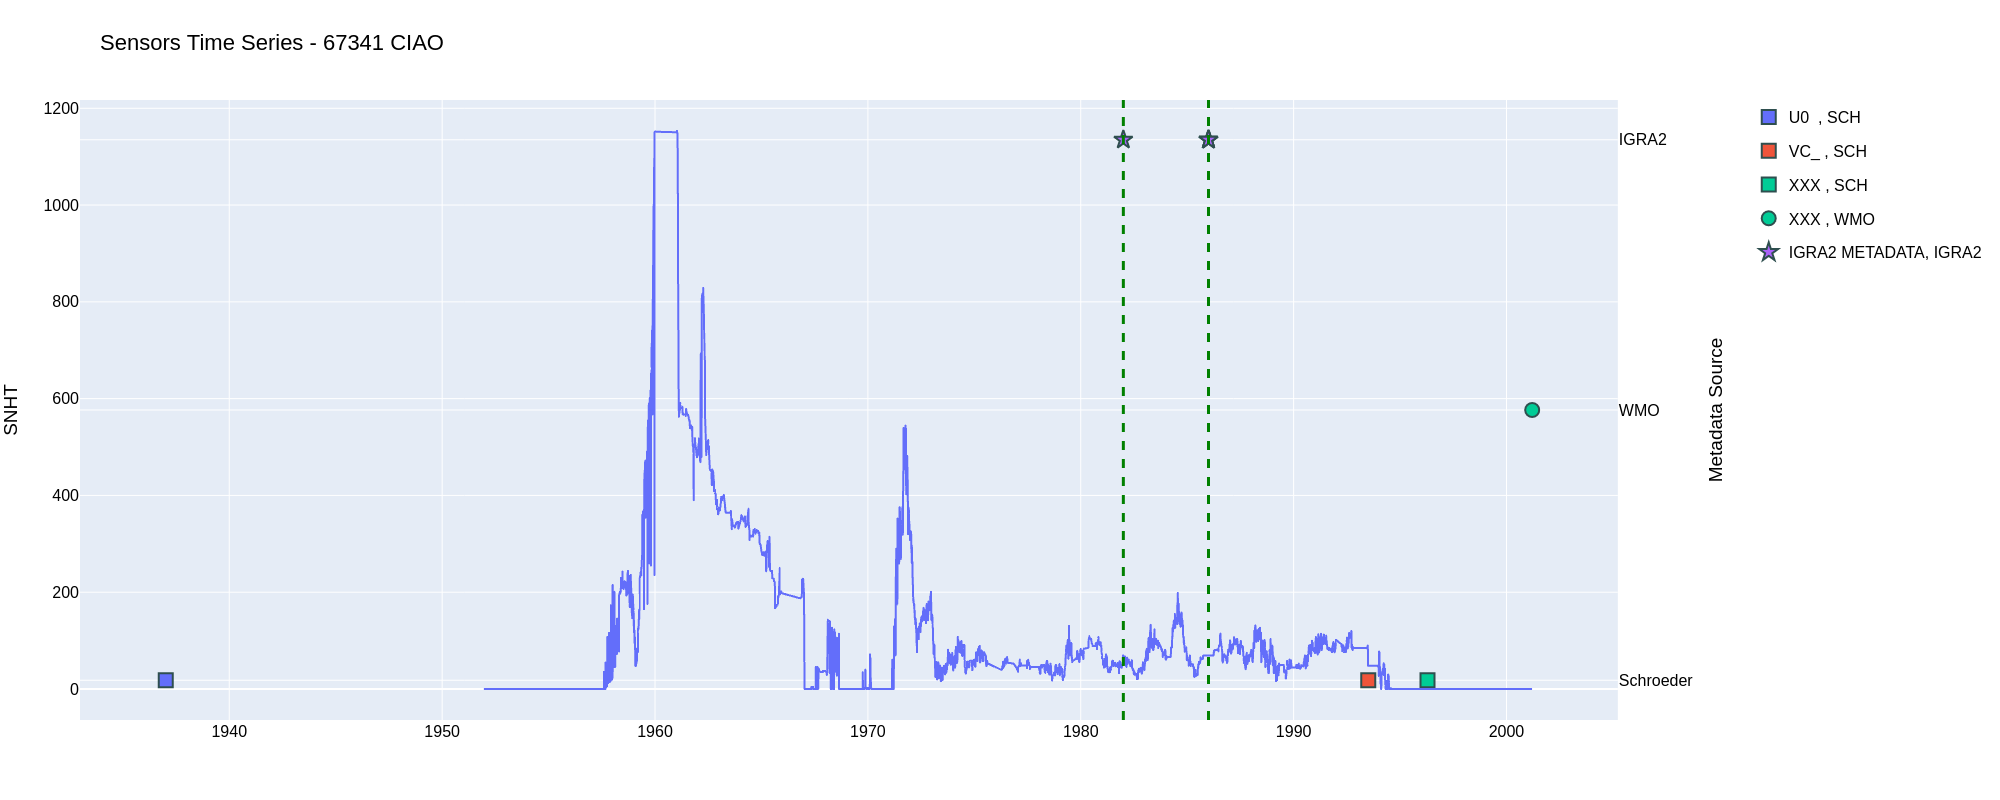 Sensors Time Series - 67341 CIAO
SNHT
1200
1000
800
600
400
200
0
1940
1950
1960
1970
1980
1990
2000
IGRA2
WMO
Schroeder
Metadata Source
U0  , SCH
VC_ , SCH
XXX , SCH
XXX , WMO
IGRA2 METADATA, IGRA2